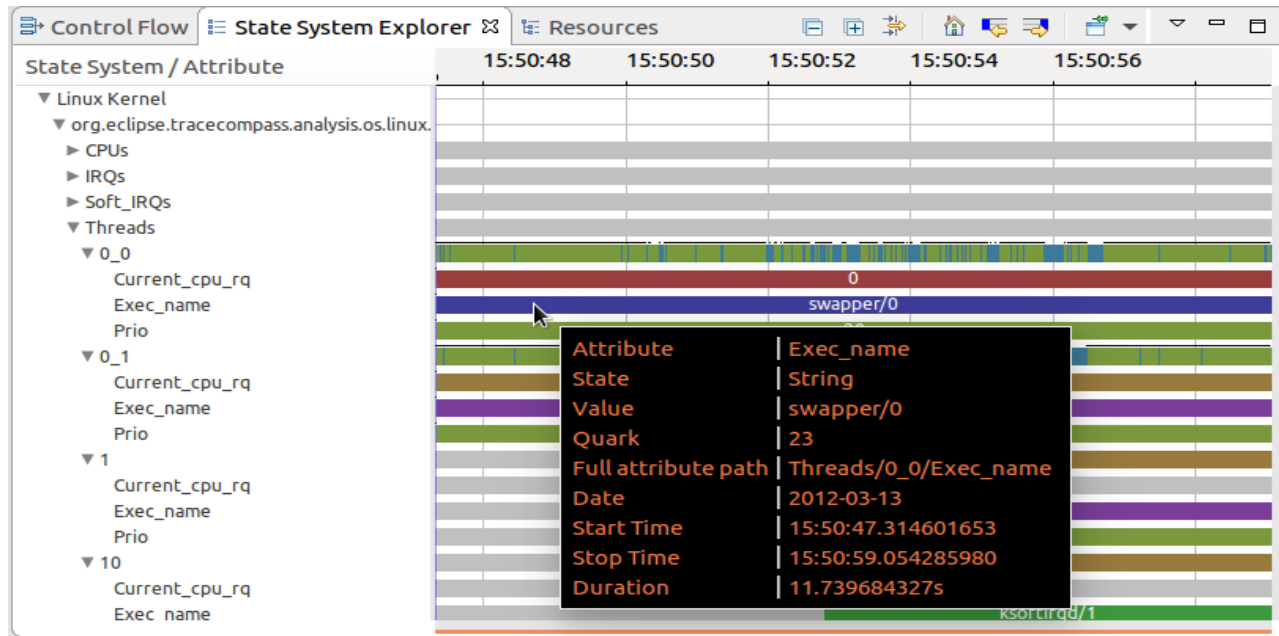 Control Flow State System Explorer Resources
State System / Attribute 15:50:48 15:50:50 15:50:52 15:50:54 15:50:56
Linux Kernel
org.eclipse.tracecompass.analysis.os.linux.
CPUs
IRQs
Soft_IRQs
Threads
0_0
Current_cpu_rq 0
Exec_name swapper/0
Prio
0_1
Current_cpu_rq
Exec_name
Prio
1
Current_cpu_rq
Exec_name
Prio
10
Current_cpu_rq
Exec name ksoftirqd/1
Attribute Exec_name
State String
Value swapper/0
Quark 23
Full attribute path Threads/0_0/Exec_name
Date 2012-03-13
Start Time 15:50:47.314601653
Stop Time 15:50:59.054285980
Duration 11.739684327s